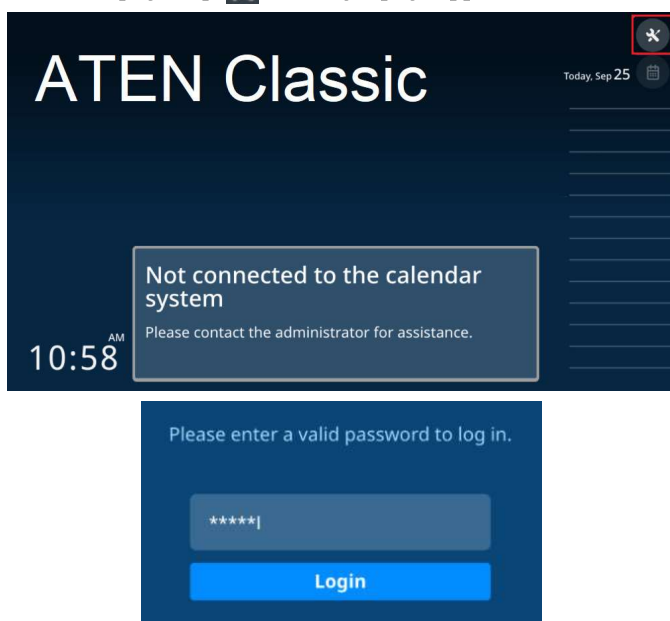 ATEN Classic
Today, Sep 25
Not connected to the calendar
system
Please contact the administrator for assistance.
10:58 AM
Please enter a valid password to log in.
*****|
Login